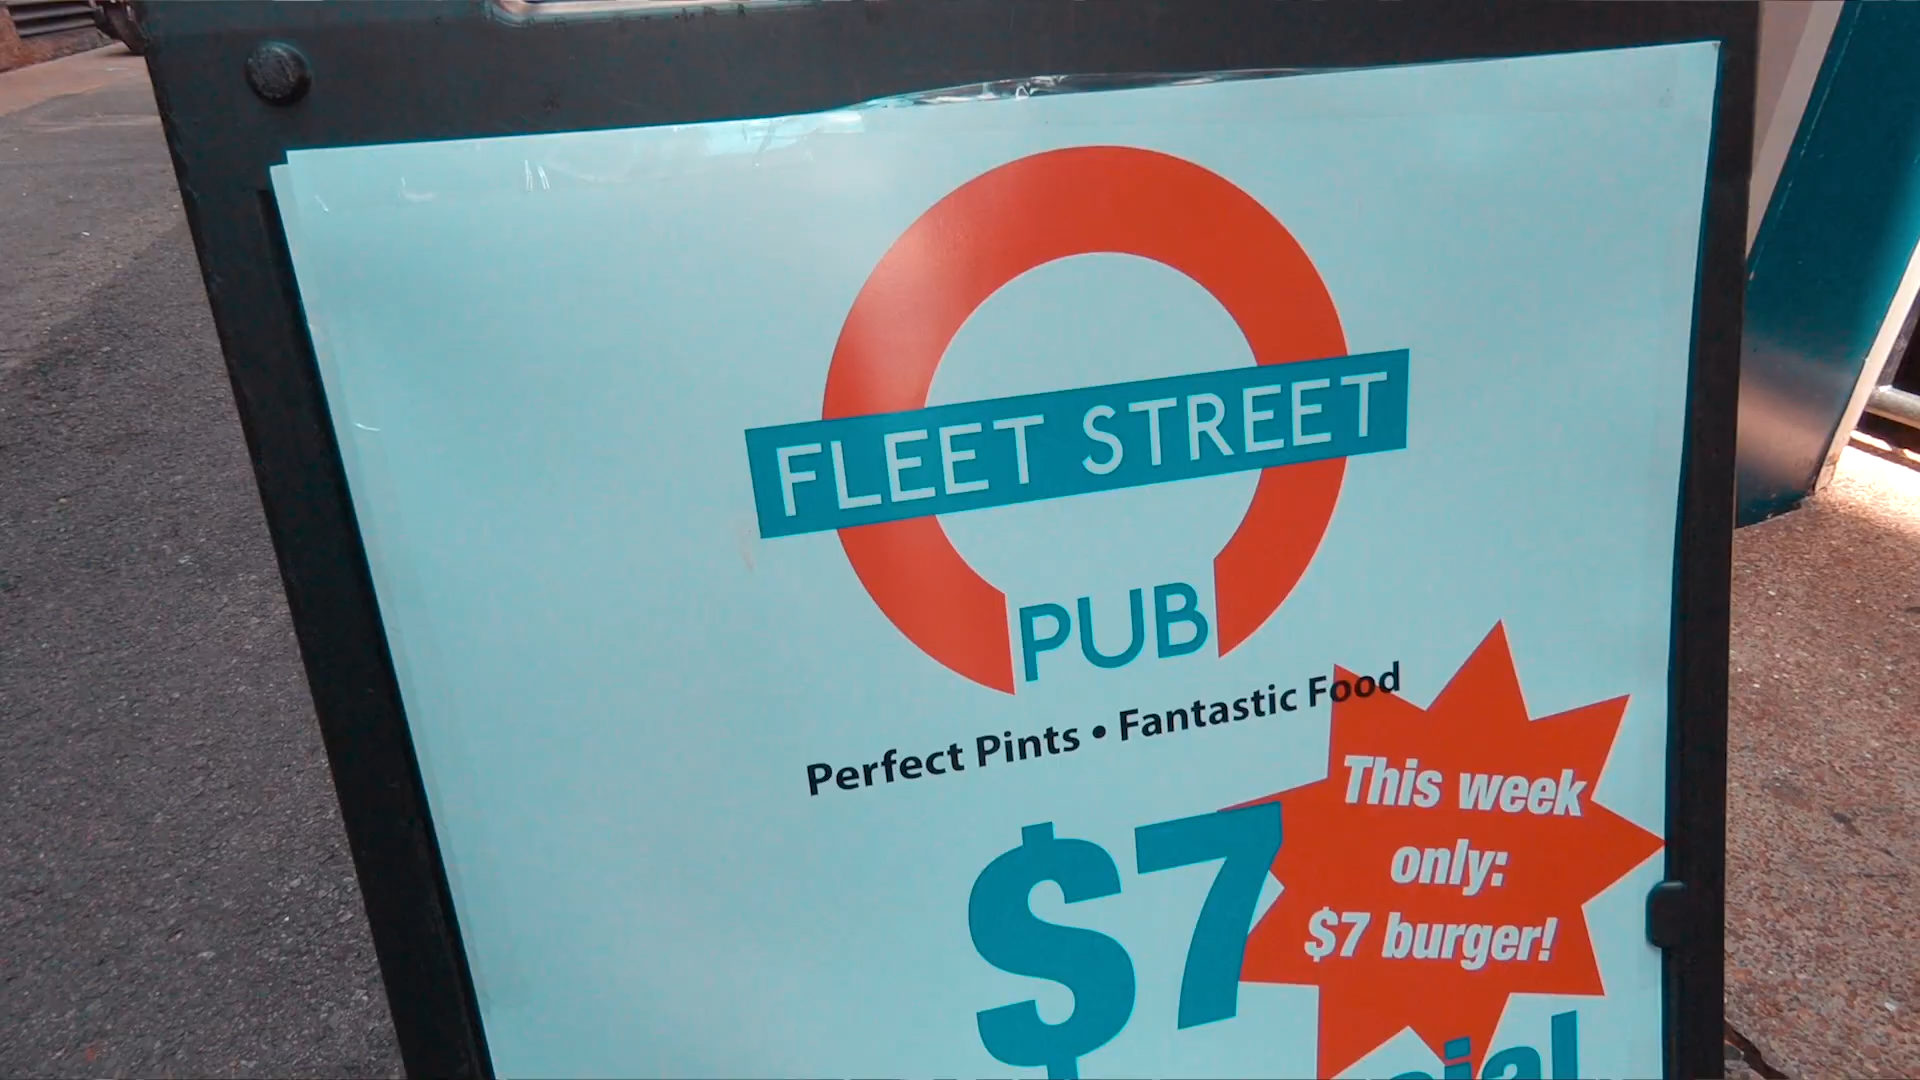 FLEET STREET
PUB
Perfect Pints • Fantastic Food
This week
only:
$7 burger!
$7